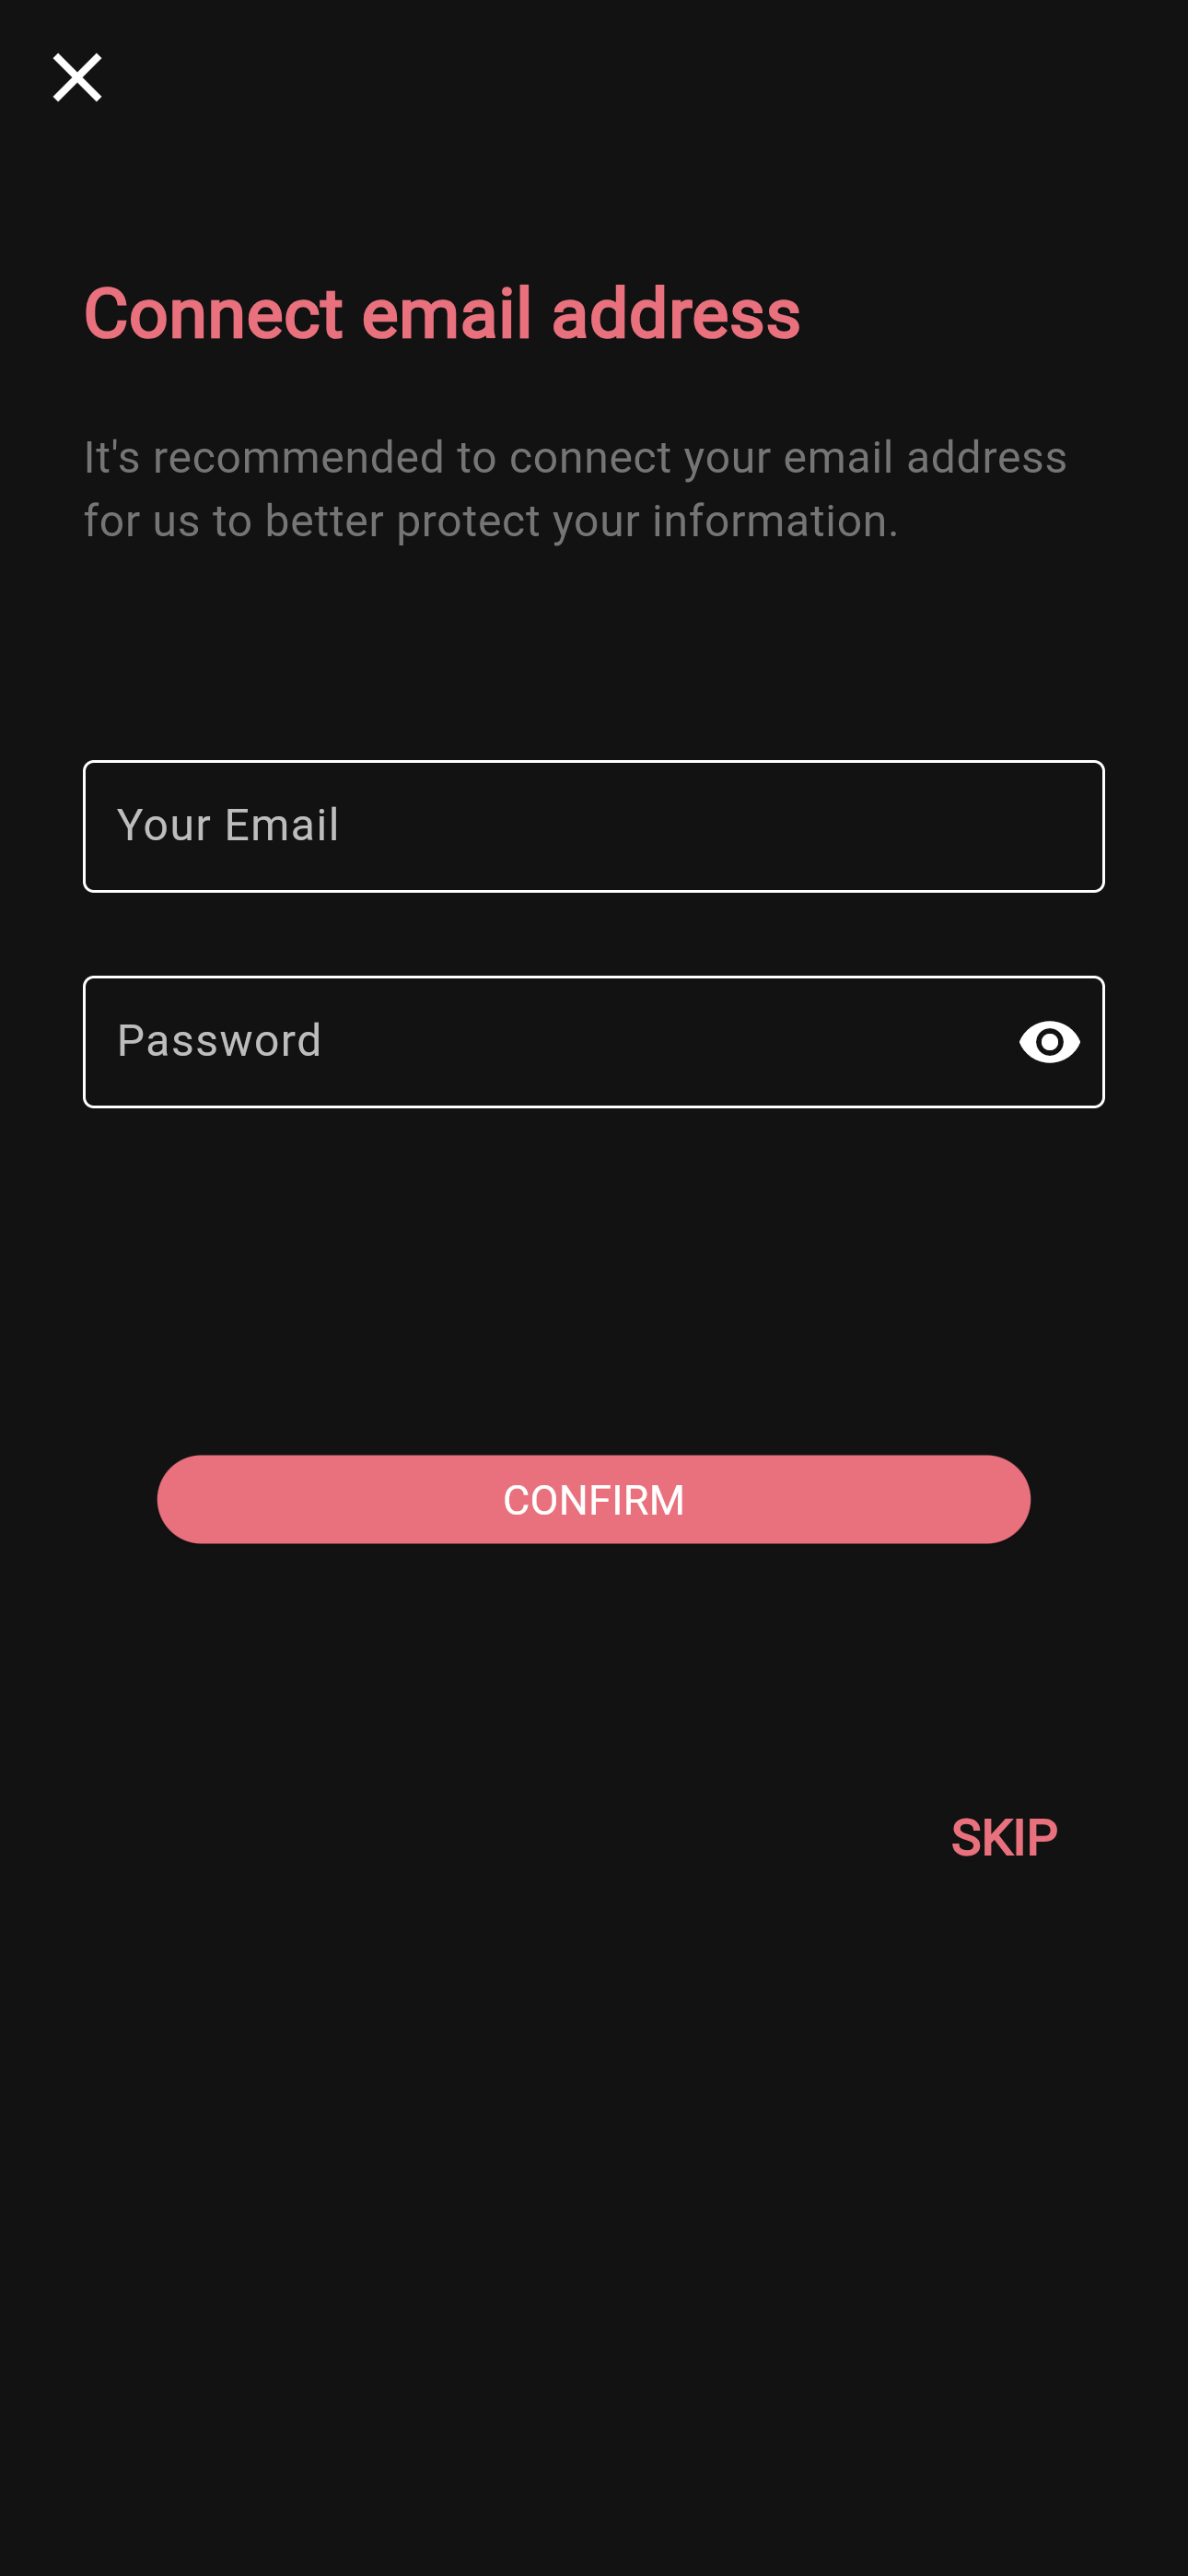 Connect email address
It's recommended to connect your email address
for us to better protect your information.
Your Email
Password
CONFIRM
SKIP